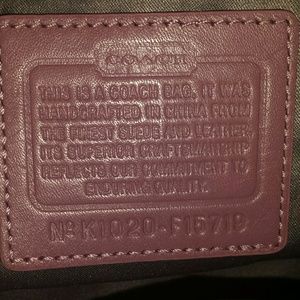 COACH
THIS IS A COACH BAG. IT WAS
HANDCRAFTED IN CHINA FROM
THE FINEST SUEDE AND LEATHER.
ITS SUPERIOR CRAFTSMANSHIP
REFLECTS OUR COMMITMENT TO
ENDURING QUALITY.
Nº K1020-F15719